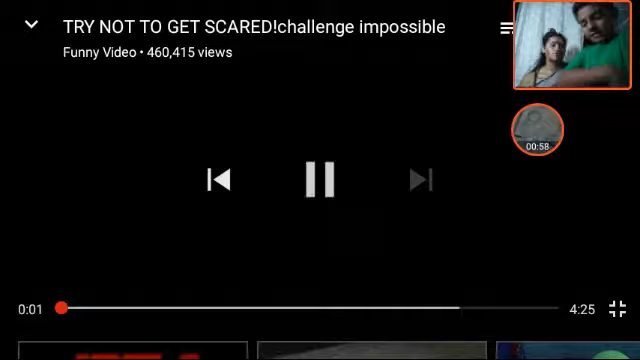 TRY NOT TO GET SCARED!challenge impossible
Funny Video • 460,415 views
00:58
0:01
4:25